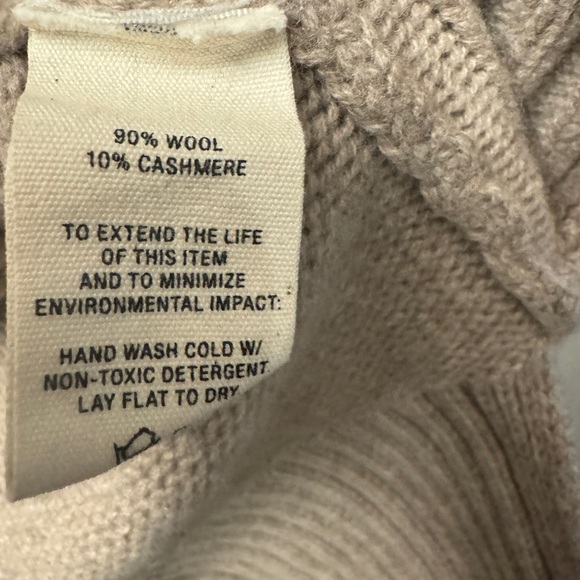 90% WOOL
10% CASHMERE
TO EXTEND THE LIFE
OF THIS ITEM
AND TO MINIMIZE
ENVIRONMENTAL IMPACT:
HAND WASH COLD W/
NON-TOXIC DETERGENT
LAY FLAT TO DRY